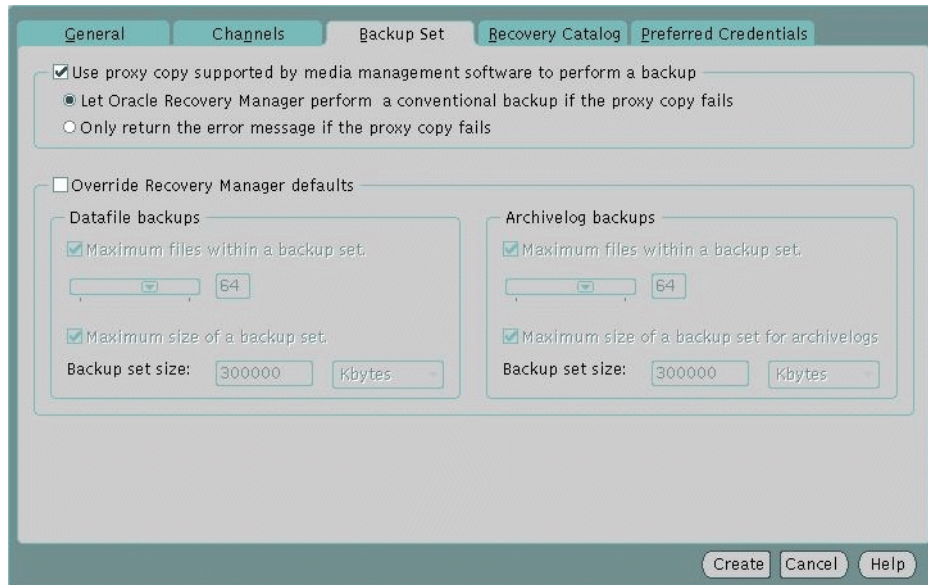 General Channels Backup Set Recovery Catalog Preferred Credentials
Use proxy copy supported by media management software to perform a backup
Let Oracle Recovery Manager perform a conventional backup if the proxy copy fails
Only return the error message if the proxy copy fails
Override Recovery Manager defaults
Datafile backups
Maximum files within a backup set.
64
Maximum size of a backup set.
Backup set size: 300000 Kbytes
Archivelog backups
Maximum files within a backup set.
64
Maximum size of a backup set for archivelogs
Backup set size: 300000 Kbytes
Create Cancel Help